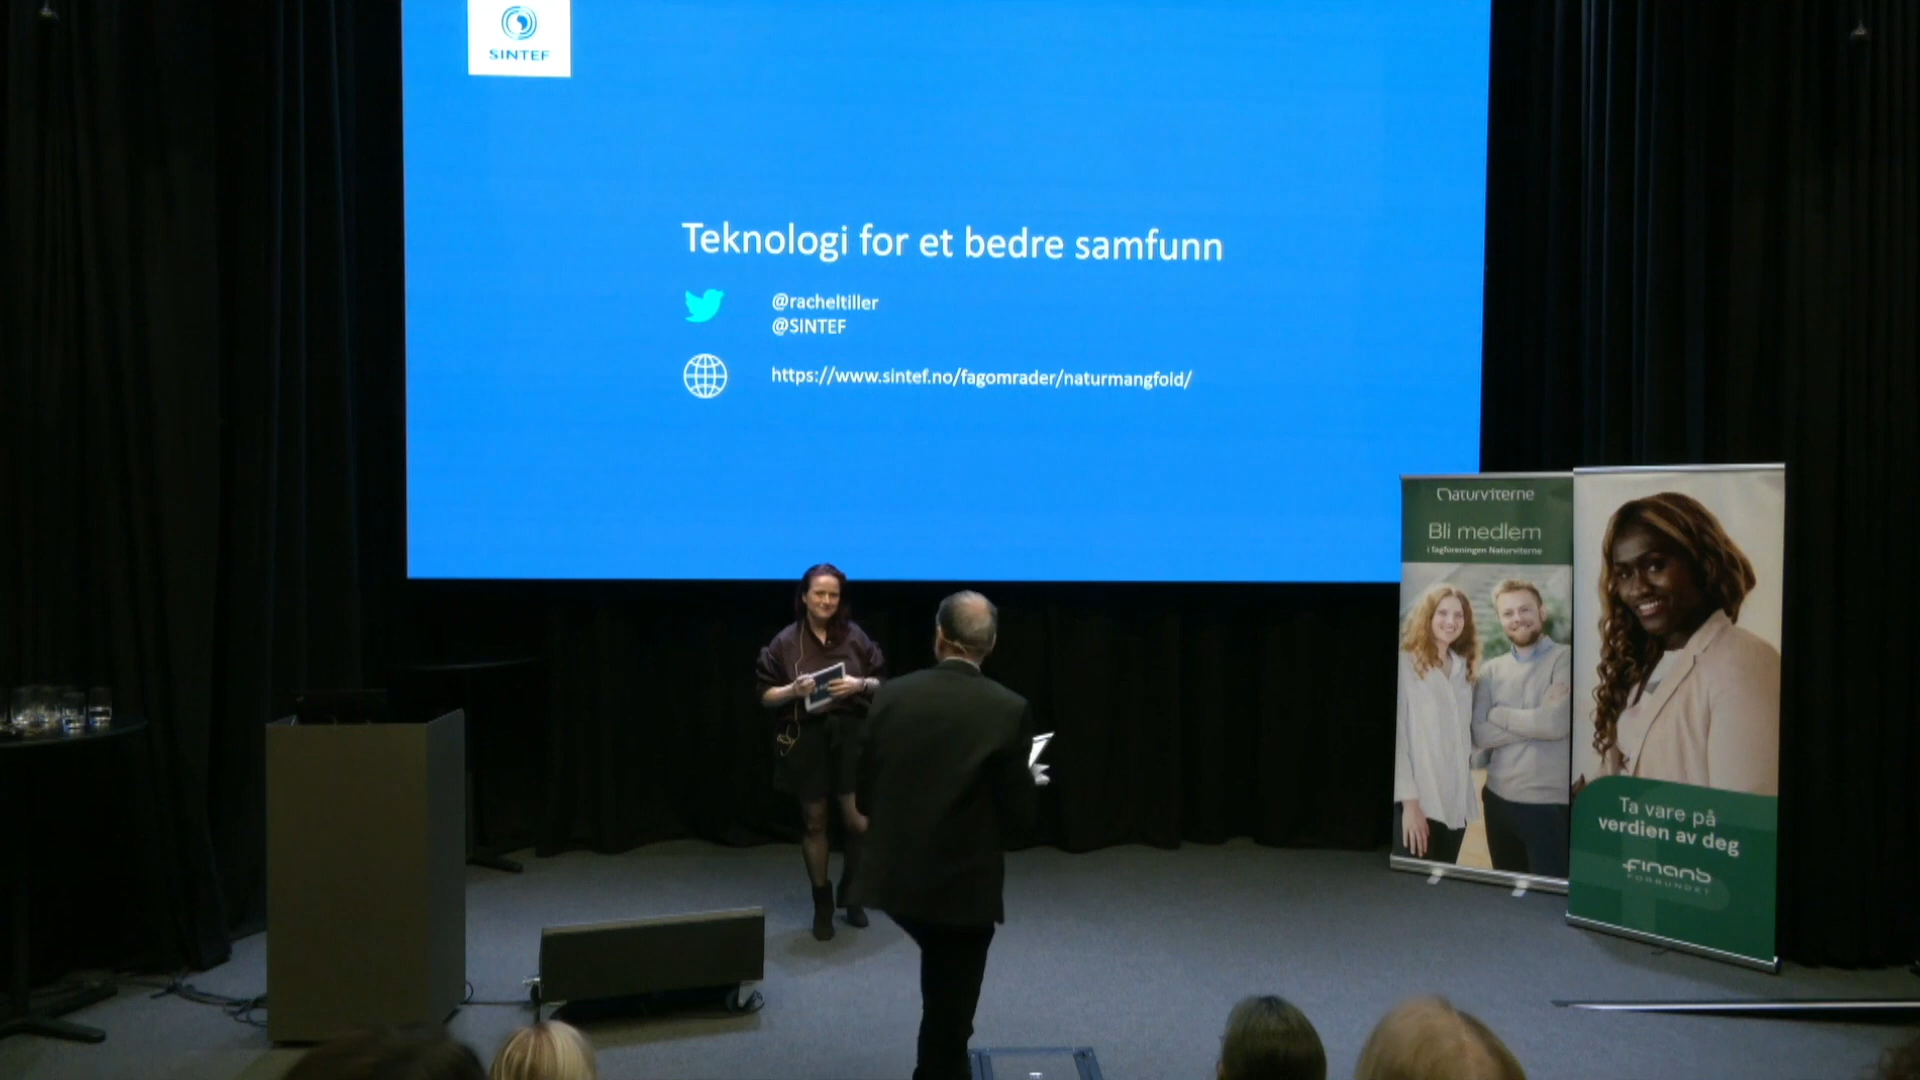 SINTEF
Teknologi for et bedre samfunn
@racheltiller
@SINTEF
https://www.sintef.no/fagomrader/naturmangfold/
Naturviterne
Bli medlem
i fagforeningen Naturviterne
Ta vare på
verdien av deg
Finans
FORBUNDET